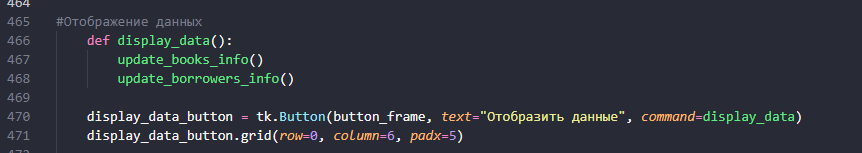 464
465 #Отображение данных
466 def display_data():
467 update_books_info()
468 update_borrowers_info()
469
470 display_data_button = tk.Button(button_frame, text="Отобразить данные", command=display_data)
471 display_data_button.grid(row=0, column=6, padx=5)